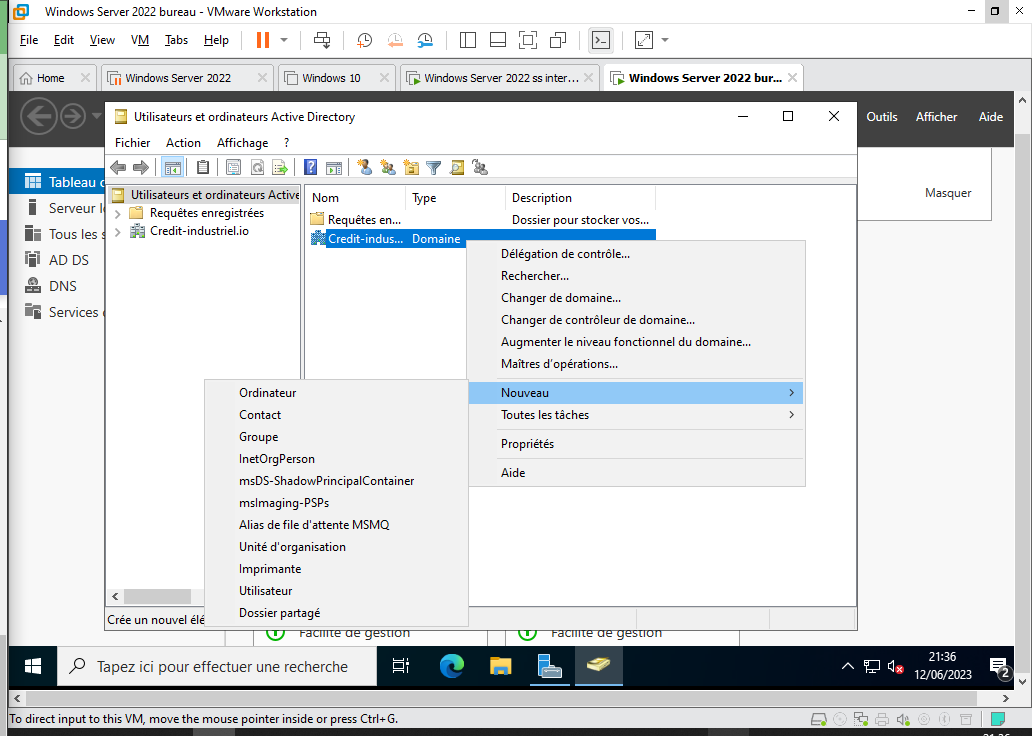 Windows Server 2022 bureau - VMware Workstation
File Edit View VM Tabs Help
Home Windows Server 2022 Windows 10 Windows Server 2022 ss inter... Windows Server 2022 bur...
Utilisateurs et ordinateurs Active Directory
Outils Afficher Aide
Fichier Action Affichage ?
Tableau
Serveur
Tous les
AD DS
DNS
Services
Utilisateurs et ordinateurs Active
Requêtes enregistrées
Credit-industriel.io
Nom Type Description
Requêtes en... Dossier pour stocker vos...
Credit-indus... Domaine
Masquer
Délégation de contrôle...
Rechercher...
Changer de domaine...
Changer de contrôleur de domaine...
Augmenter le niveau fonctionnel du domaine...
Maîtres d'opérations...
Nouveau
Toutes les tâches
Propriétés
Aide
Ordinateur
Contact
Groupe
InetOrgPerson
msDS-ShadowPrincipalContainer
msImaging-PSPs
Alias de file d'attente MSMQ
Unité d'organisation
Imprimante
Utilisateur
Dossier partagé
Crée un nouvel élé
Facilité de gestion Facilité de gestion
Tapez ici pour effectuer une recherche
21:36
12/06/2023
2
To direct input to this VM, move the mouse pointer inside or press Ctrl+G.